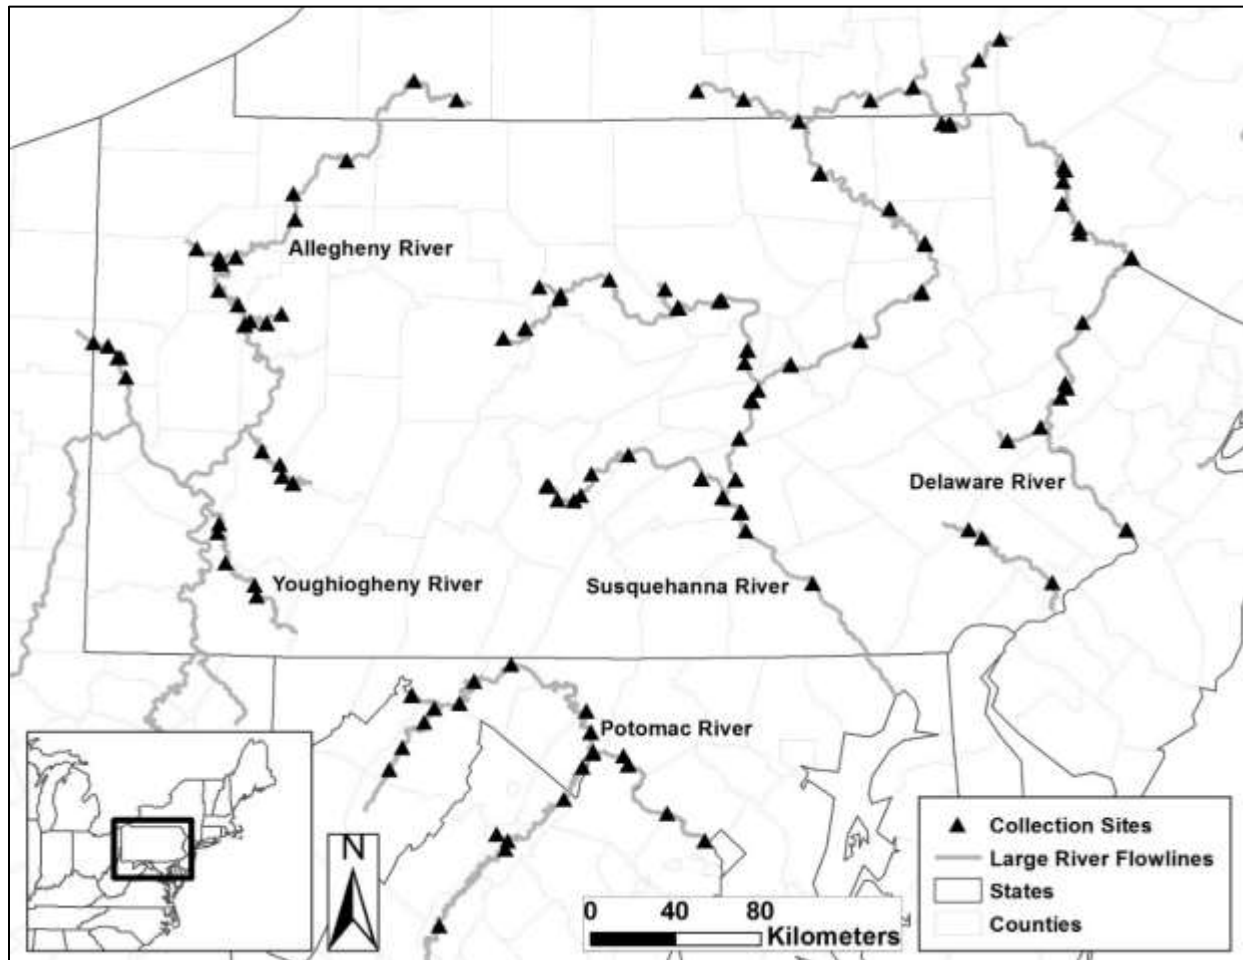 Allegheny River
Delaware River
Youghiogheny River
Susquehanna River
Potomac River
N
0 40 80
Kilometers
Collection Sites
Large River Flowlines
States
Counties